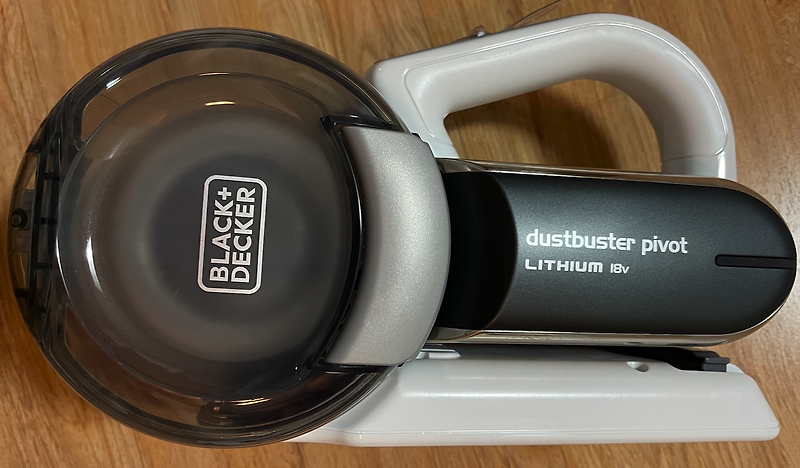 BLACK+
DECKER
dustbuster pivot
LITHIUM 18v